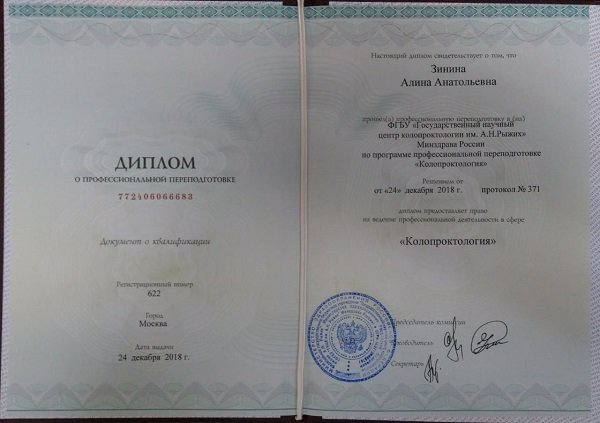 ДИПЛОМ
О ПРОФЕССИОНАЛЬНОЙ ПЕРЕПОДГОТОВКЕ
772406066683
Документ о квалификации
Регистрационный номер
622
Город
Москва
Дата выдачи
24 декабря 2018 г.
Настоящий диплом свидетельствует о том, что
Зинина
Алина Анатольевна
прошел(а) профессиональную переподготовку в (на)
ФГБУ «Государственный научный
центр колопроктологии им. А.Н.Рыжих»
Минздрава России
по программе профессиональной переподготовке
«Колопроктология»
Решением от
от «24» декабря 2018 г. протокол № 371
диплом предоставляет право
на ведение профессиональной деятельности в сфере
«Колопроктология»
Председатель комиссии
Руководитель
Секретарь